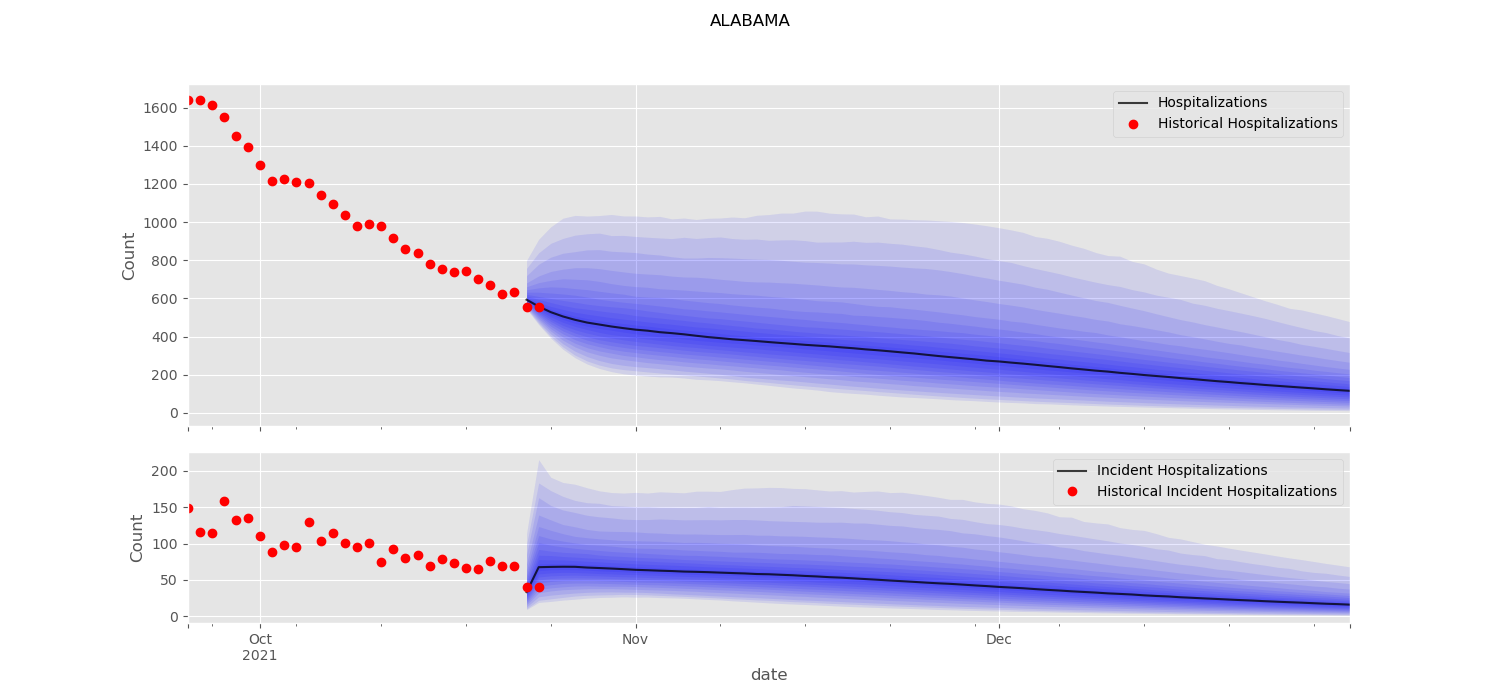 ALABAMA
Count
1600
1400
1200
1000
800
600
400
200
0
Hospitalizations
Historical Hospitalizations
Count
200
150
100
50
0
Incident Hospitalizations
Historical Incident Hospitalizations
Oct
2021
Nov
Dec
date